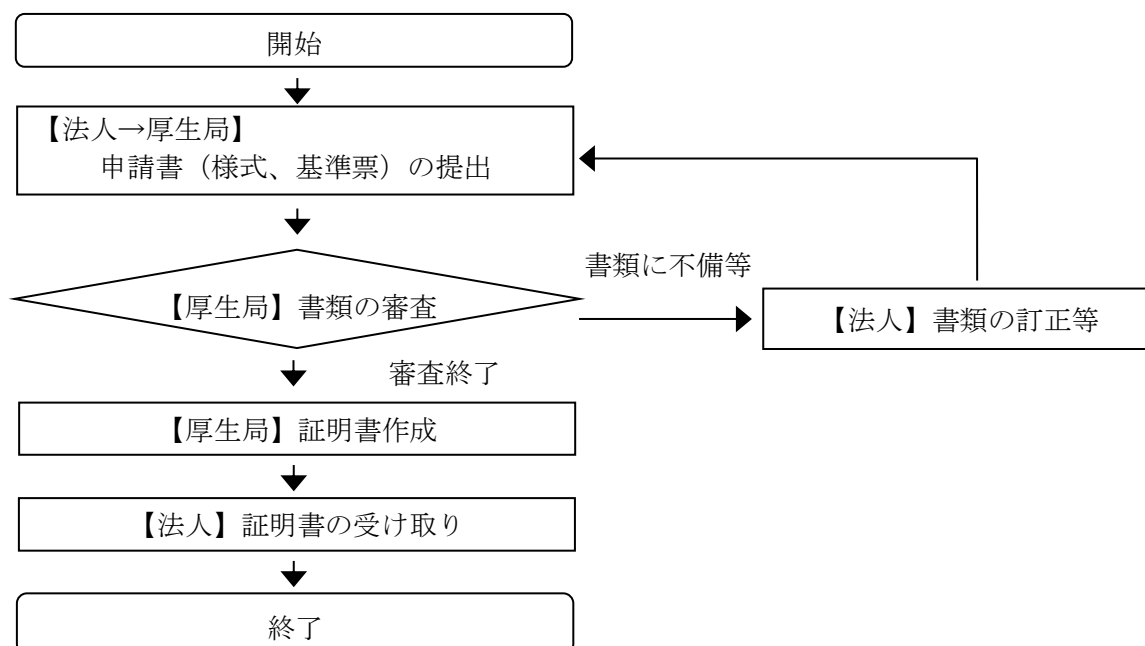 開始
【法人→厚生局】
申請書（様式、基準票）の提出
書類に不備等
【厚生局】書類の審査
【法人】書類の訂正等
審査終了
【厚生局】証明書作成
【法人】証明書の受け取り
終了